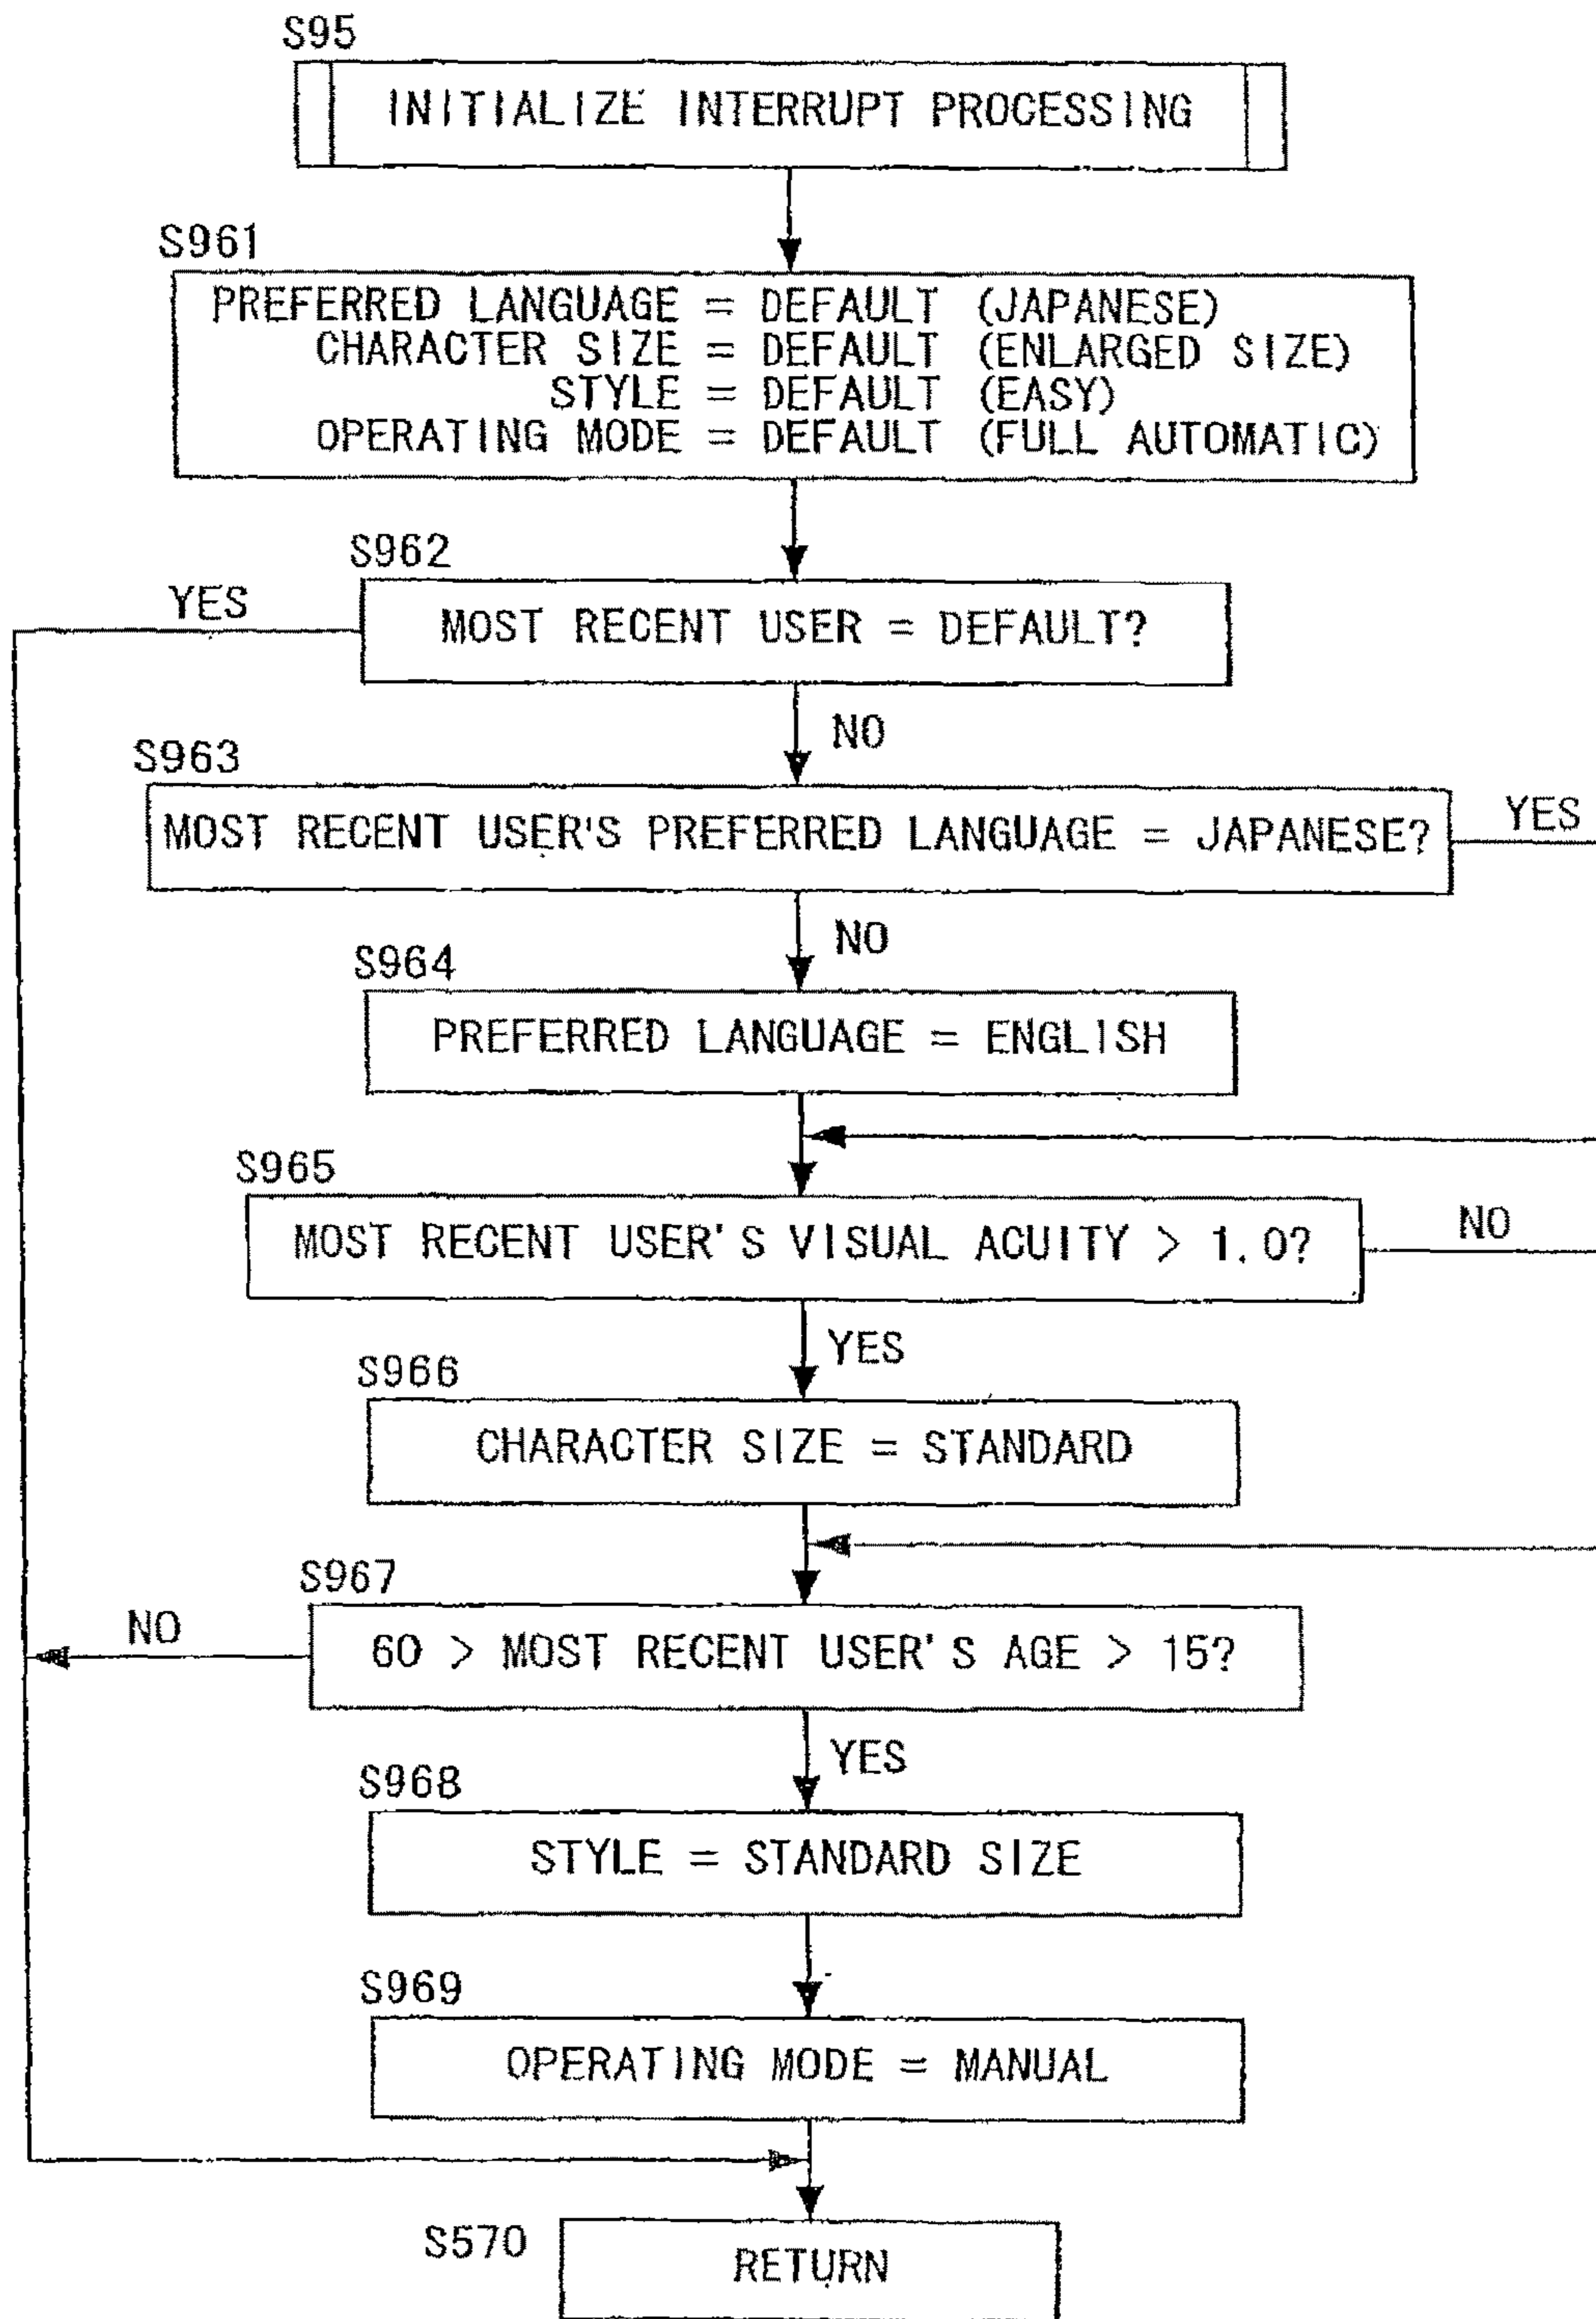 S95
INITIALIZE INTERRUPT PROCESSING
S961
PREFERRED LANGUAGE = DEFAULT (JAPANESE)
CHARACTER SIZE = DEFAULT (ENLARGED SIZE)
STYLE = DEFAULT (EASY)
OPERATING MODE = DEFAULT (FULL AUTOMATIC)
S962
YES
MOST RECENT USER = DEFAULT?
NO
S963
MOST RECENT USER'S PREFERRED LANGUAGE = JAPANESE?
YES
NO
S964
PREFERRED LANGUAGE = ENGLISH
S965
MOST RECENT USER'S VISUAL ACUITY > 1.0?
NO
YES
S966
CHARACTER SIZE = STANDARD
S967
NO
60 > MOST RECENT USER'S AGE > 15?
YES
S968
STYLE = STANDARD SIZE
S969
OPERATING MODE = MANUAL
S570
RETURN